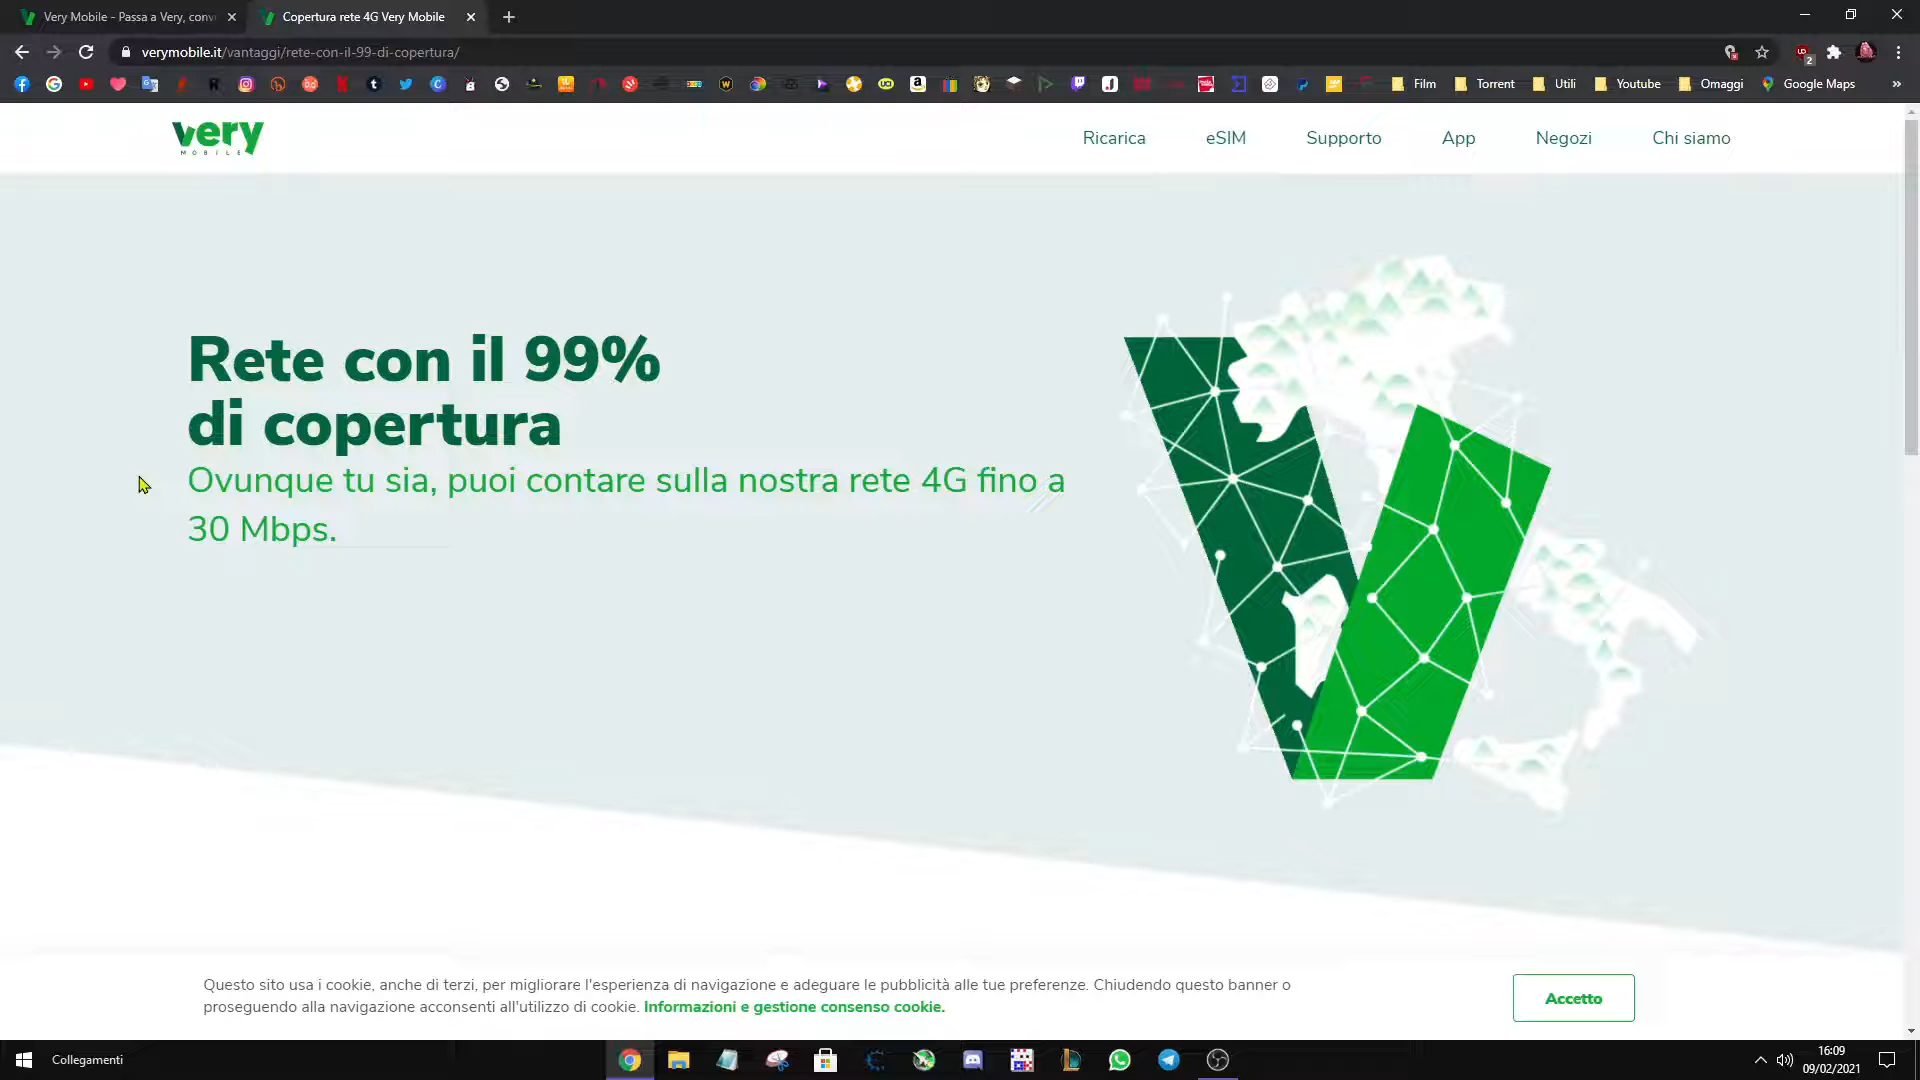 Very Mobile - Passa a Very, conv
Copertura rete 4G Very Mobile
verymobile.it/vantaggi/rete-con-il-99-di-copertura/
2
Film
Torrent
Utili
Youtube
Omaggi
Google Maps
very
MOBILE
Ricarica
eSIM
Supporto
App
Negozi
Chi siamo
Rete con il 99%
di copertura
Ovunque tu sia, puoi contare sulla nostra rete 4G fino a
30 Mbps.
Questo sito usa i cookie, anche di terzi, per migliorare l'esperienza di navigazione e adeguare le pubblicità alle tue preferenze. Chiudendo questo banner o
proseguendo alla navigazione acconsenti all'utilizzo di cookie. Informazioni e gestione consenso cookie.
Accetto
Collegamenti
16:09
09/02/2021